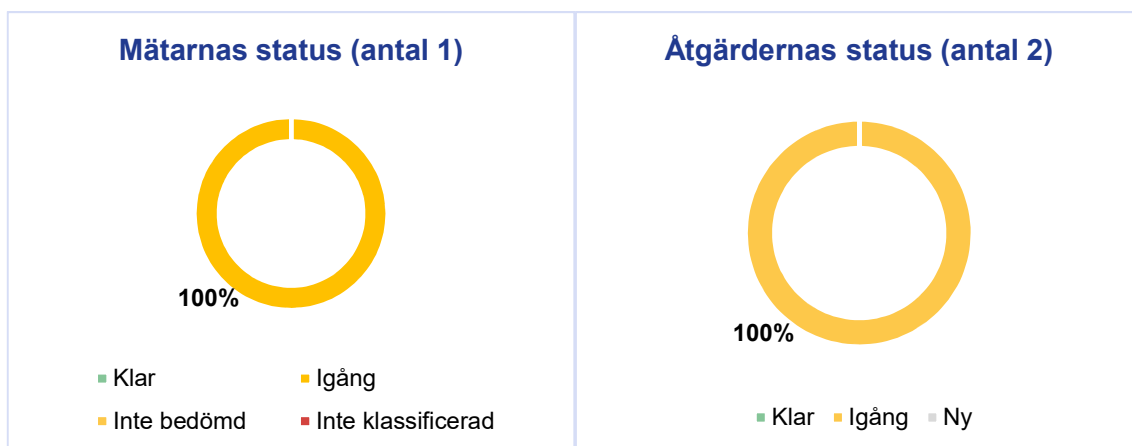 Mätarnas status (antal 1)
100%
Klar
Igång
Inte bedömd
Inte klassificerad
Åtgärdernas status (antal 2)
100%
Klar Igång Ny